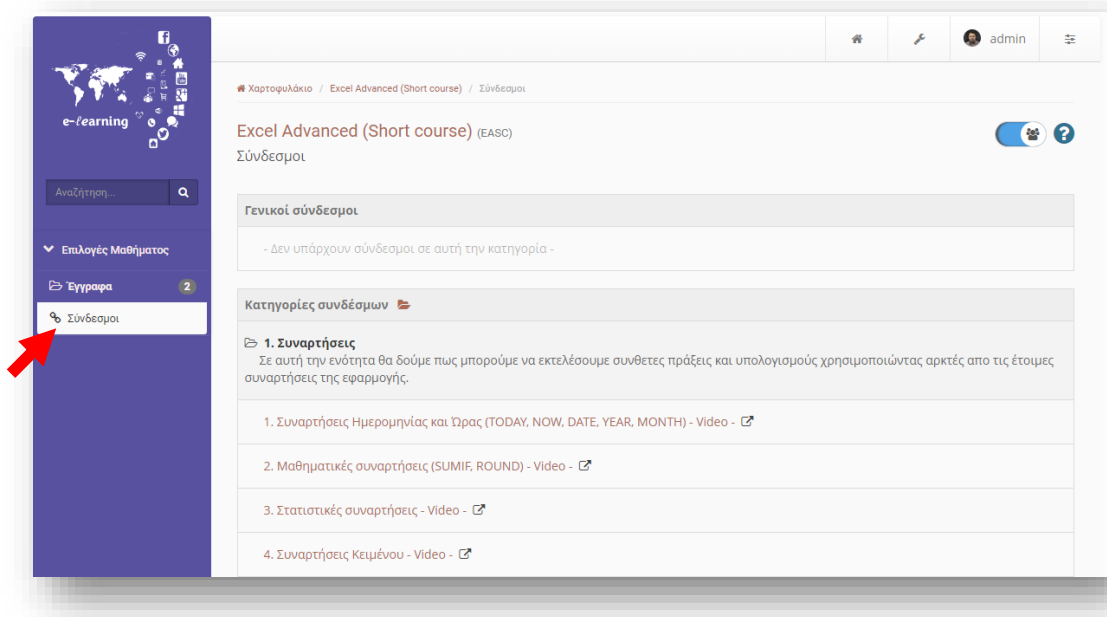 e-learning
Αναζήτηση...
Επιλογές Μαθήματος
Έγγραφα 2
Σύνδεσμοι
admin
Χαρτοφυλάκιο / Excel Advanced (Short course) / Σύνδεσμοι
Excel Advanced (Short course) (EASC)
Σύνδεσμοι
Γενικοί σύνδεσμοι
- Δεν υπάρχουν σύνδεσμοι σε αυτή την κατηγορία -
Κατηγορίες συνδέσμων
1. Συναρτήσεις
Σε αυτή την ενότητα θα δούμε πως μπορούμε να εκτελέσουμε συνθετες πράξεις και υπολογισμούς χρησιμοποιώντας αρκτές απο τις έτοιμες
συναρτήσεις της εφαρμογής.
1. Συναρτήσεις Ημερομηνίας και Ώρας (TODAY, NOW, DATE, YEAR, MONTH) - Video -
2. Μαθηματικές συναρτήσεις (SUMIF, ROUND) - Video -
3. Στατιστικές συναρτήσεις - Video -
4. Συναρτήσεις Κειμένου - Video -